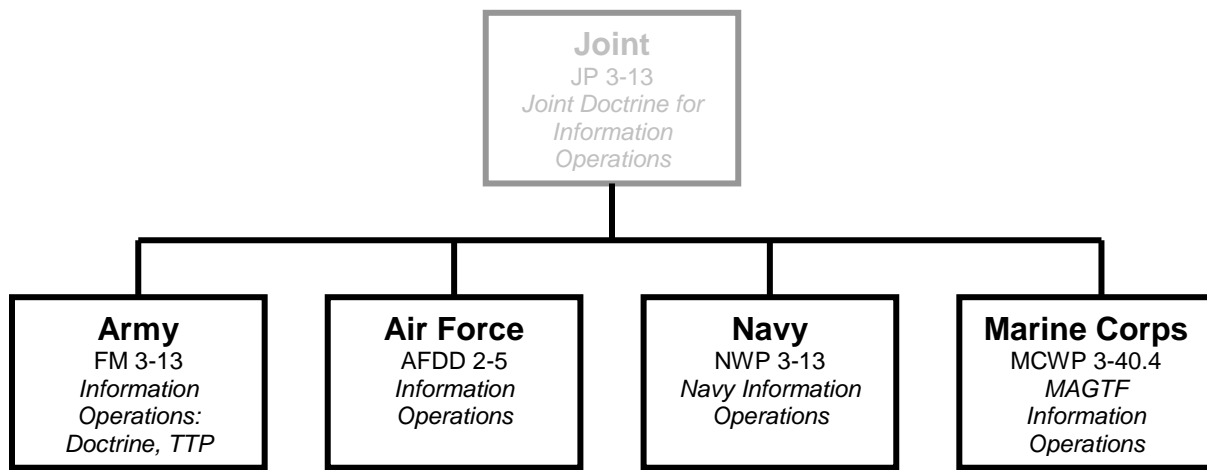 Joint
JP 3-13
Joint Doctrine for
Information
Operations
Army
FM 3-13
Information
Operations:
Doctrine, TTP
Air Force
AFDD 2-5
Information
Operations
Navy
NWP 3-13
Navy Information
Operations
Marine Corps
MCWP 3-40.4
MAGTF
Information
Operations